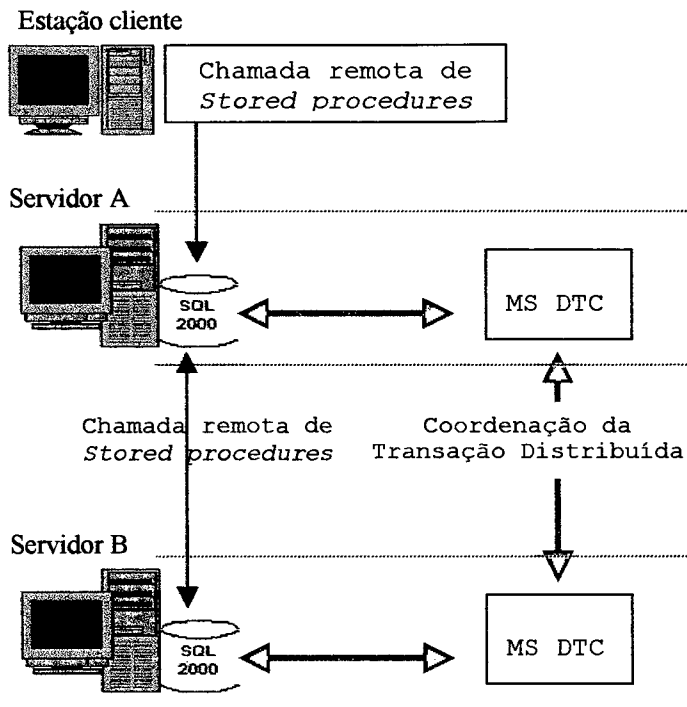 Estação cliente
Chamada remota de
Stored procedures
Servidor A
SQL
2000
MS DTC
Chamada remota de
Stored procedures
Coordenação da
Transação Distribuída
Servidor B
SQL
2000
MS DTC